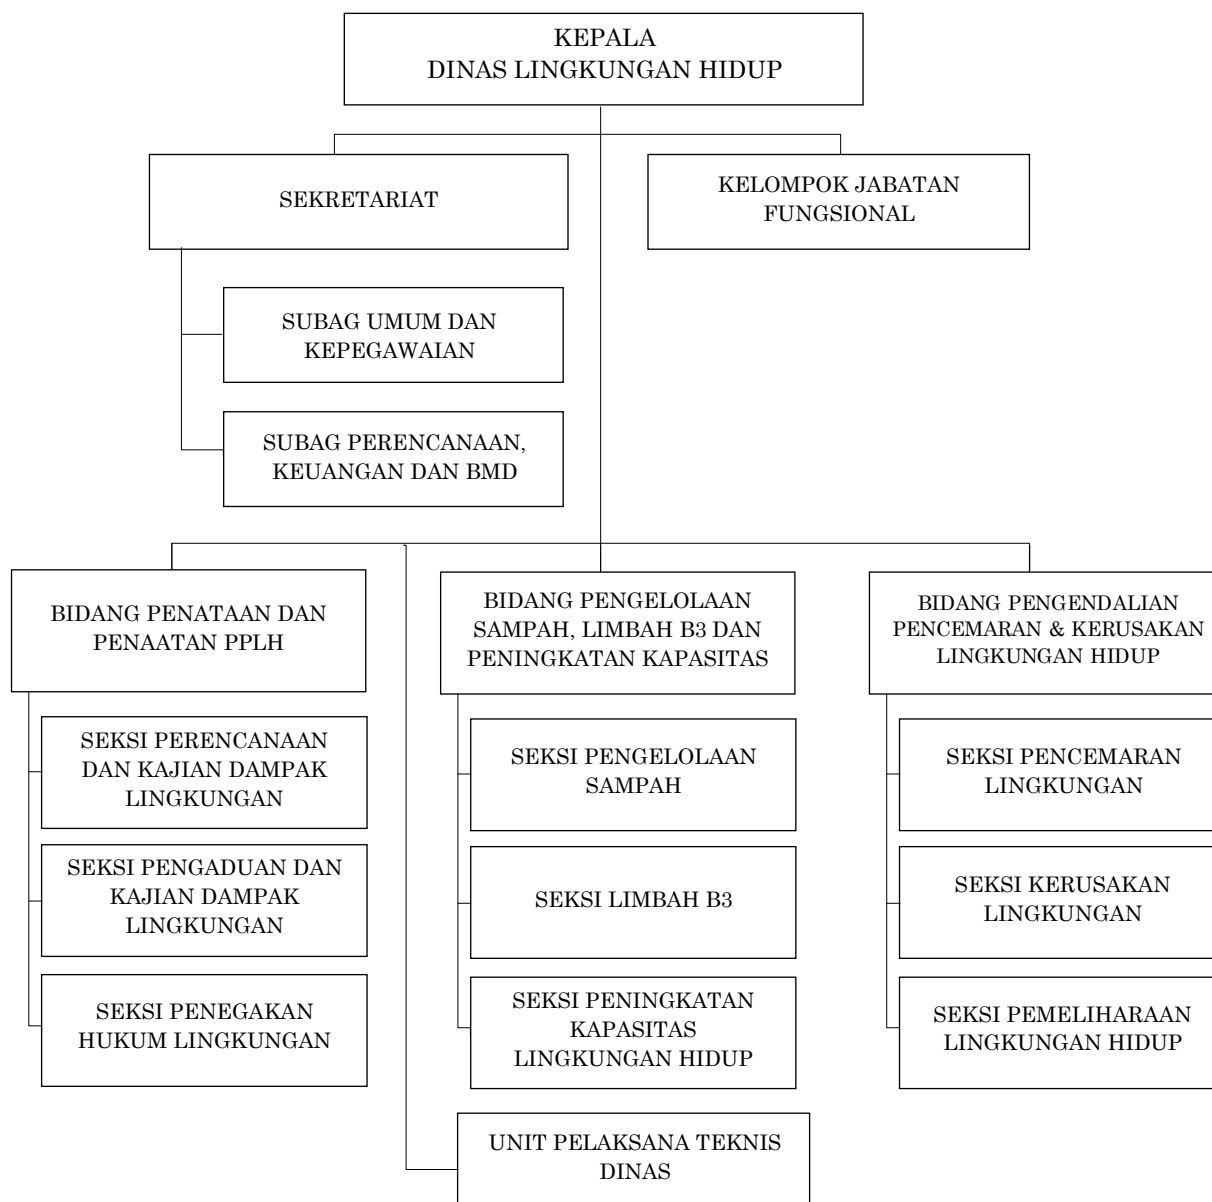 KEPALA
DINAS LINGKUNGAN HIDUP
SEKRETARIAT
KELOMPOK JABATAN
FUNGSIONAL
SUBAG UMUM DAN
KEPEGAWAIAN
SUBAG PERENCANAAN,
KEUANGAN DAN BMD
BIDANG PENATAAN DAN
PENAATAN PPLH
SEKSI PERENCANAAN
DAN KAJIAN DAMPAK
LINGKUNGAN
SEKSI PENGADUAN DAN
KAJIAN DAMPAK
LINGKUNGAN
SEKSI PENEGAKAN
HUKUM LINGKUNGAN
BIDANG PENGELOLAAN
SAMPAH, LIMBAH B3 DAN
PENINGKATAN KAPASITAS
SEKSI PENGELOLAAN
SAMPAH
SEKSI LIMBAH B3
SEKSI PENINGKATAN
KAPASITAS
LINGKUNGAN HIDUP
BIDANG PENGENDALIAN
PENCEMARAN & KERUSAKAN
LINGKUNGAN HIDUP
SEKSI PENCEMARAN
LINGKUNGAN
SEKSI KERUSAKAN
LINGKUNGAN
SEKSI PEMELIHARAAN
LINGKUNGAN HIDUP
UNIT PELAKSANA TEKNIS
DINAS